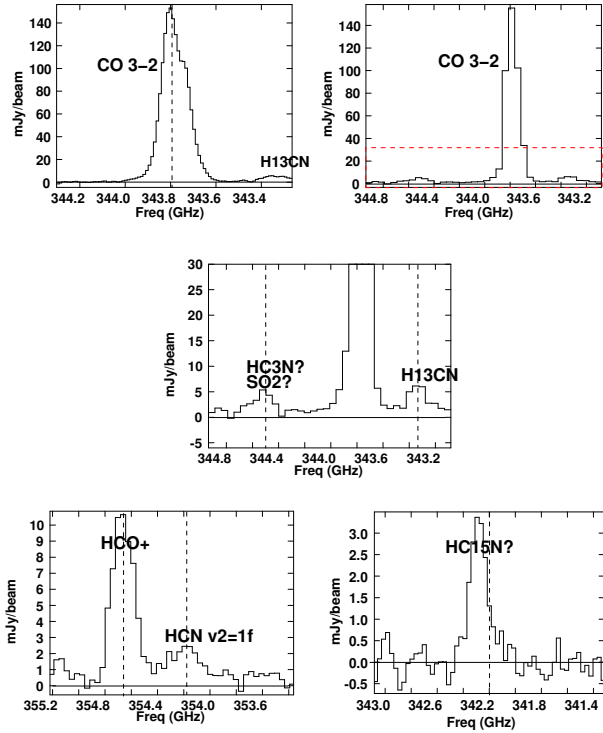 140
120
100
80
60
40
20
0
mJy/beam
CO 3−2
H13CN
344.2 344.0 343.8 343.6 343.4
Freq (GHz)
140
120
100
80
60
40
20
0
mJy/beam
CO 3−2
344.8 344.4 344.0 343.6 343.2
Freq (GHz)
30
25
20
15
10
5
0
-5
mJy/beam
HC3N?
SO2?
H13CN
344.8 344.4 344.0 343.6 343.2
Freq (GHz)
10
9
8
7
6
5
4
3
2
1
0
mJy/beam
HCO+
HCN v2=1f
355.2 354.8 354.4 354.0 353.6
Freq (GHz)
3.0
2.5
2.0
1.5
1.0
0.5
0.0
-0.5
mJy/beam
HC15N?
343.0 342.6 342.2 341.8 341.4
Freq (GHz)